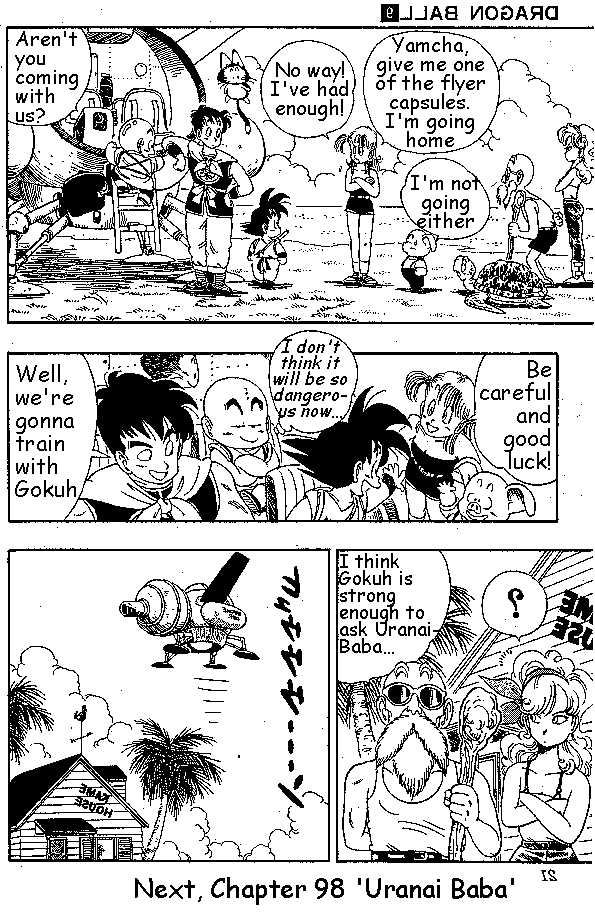 DRAGON BALL 9
Aren't
you
coming
with
us?
No way!
I've had
enough!
Yamcha,
give me one
of the flyer
capsules.
I'm going
home
I'm not
going
either
Well,
we're
gonna
train
with
Gokuh
I don't
think it
will be so
dangero-
us now...
Be
careful
and
good
luck!
KAME
HOUSE
I think
Gokuh is
strong
enough to
ask Uranai
Baba...
?
KAME
HOUSE
21
Next, Chapter 98 'Uranai Baba'